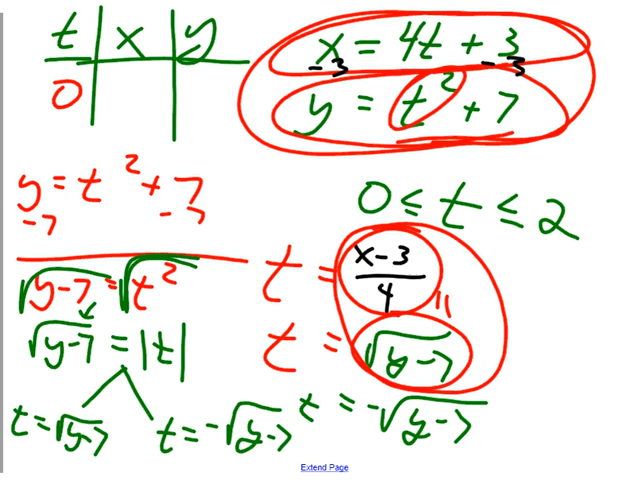 t x y
0
x = 4t + 3
-3 -3
y = t² + 7
y = t² + 7
-7 -7
0 ≤ t ≤ 2
√y-7 = √t²
t = x-3/4
√y-7 = |t|
t = √y-7
t = √y-7 t = -√y-7 t = -√y-7
Extend Page